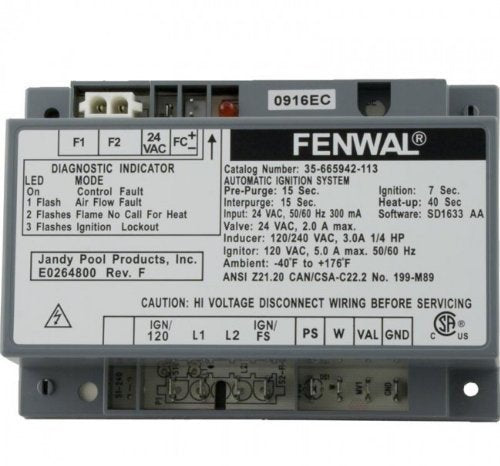 0916EC
F1 F2 24 VAC FC + −
FENWAL®
DIAGNOSTIC INDICATOR
LED MODE
On Control Fault
1 Flash Air Flow Fault
2 Flashes Flame No Call For Heat
3 Flashes Ignition Lockout
Jandy Pool Products, Inc.
E0264800 Rev. F
Catalog Number: 35-665942-113
AUTOMATIC IGNITION SYSTEM
Pre-Purge: 15 Sec. Ignition: 7 Sec.
Interpurge: 15 Sec. Heat-up: 40 Sec
Input: 24 VAC, 50/60 Hz 300 mA Software: SD1633 AA
Valve: 24 VAC, 2.0 A max.
Inducer: 120/240 VAC, 3.0A 1/4 HP
Ignitor: 120 VAC, 5.0 A max. 50/60 Hz
Ambient: -40°F to +176°F
ANSI Z21.20 CAN/CSA-C22.2 No. 199-M89
CAUTION: HI VOLTAGE DISCONNECT WIRING BEFORE SERVICING
IGN/ 120 L1 L2 IGN/ FS PS W VAL GND
C SA US ®
W MV1 GND